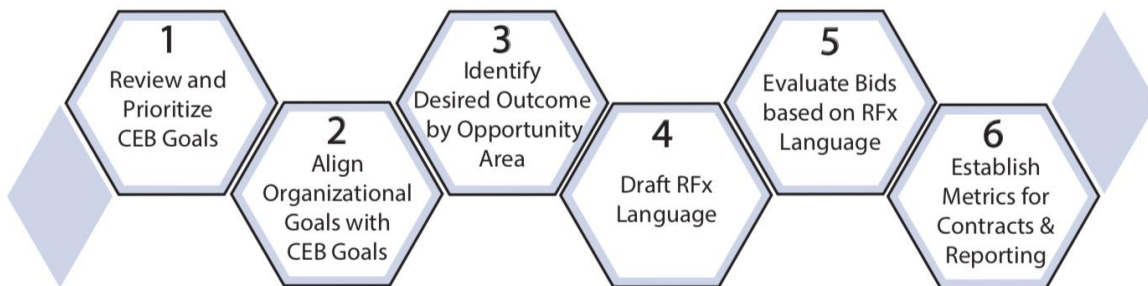 1
Review and
Prioritize
CEB Goals
2
Align
Organizational
Goals with
CEB Goals
3
Identify
Desired Outcome
by Opportunity
Area
4
Draft RFx
Language
5
Evaluate Bids
based on RFx
Language
6
Establish
Metrics for
Contracts &
Reporting